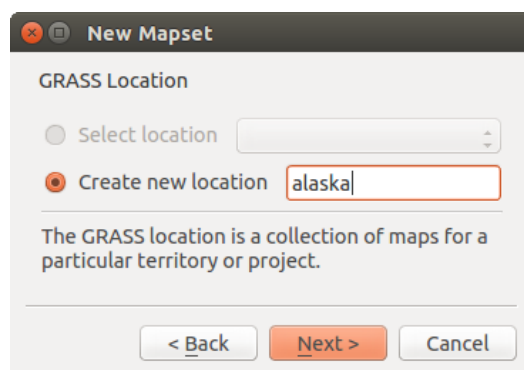 New Mapset
GRASS Location
Select location
Create new location alaska
The GRASS location is a collection of maps for a
particular territory or project.
< Back Next > Cancel